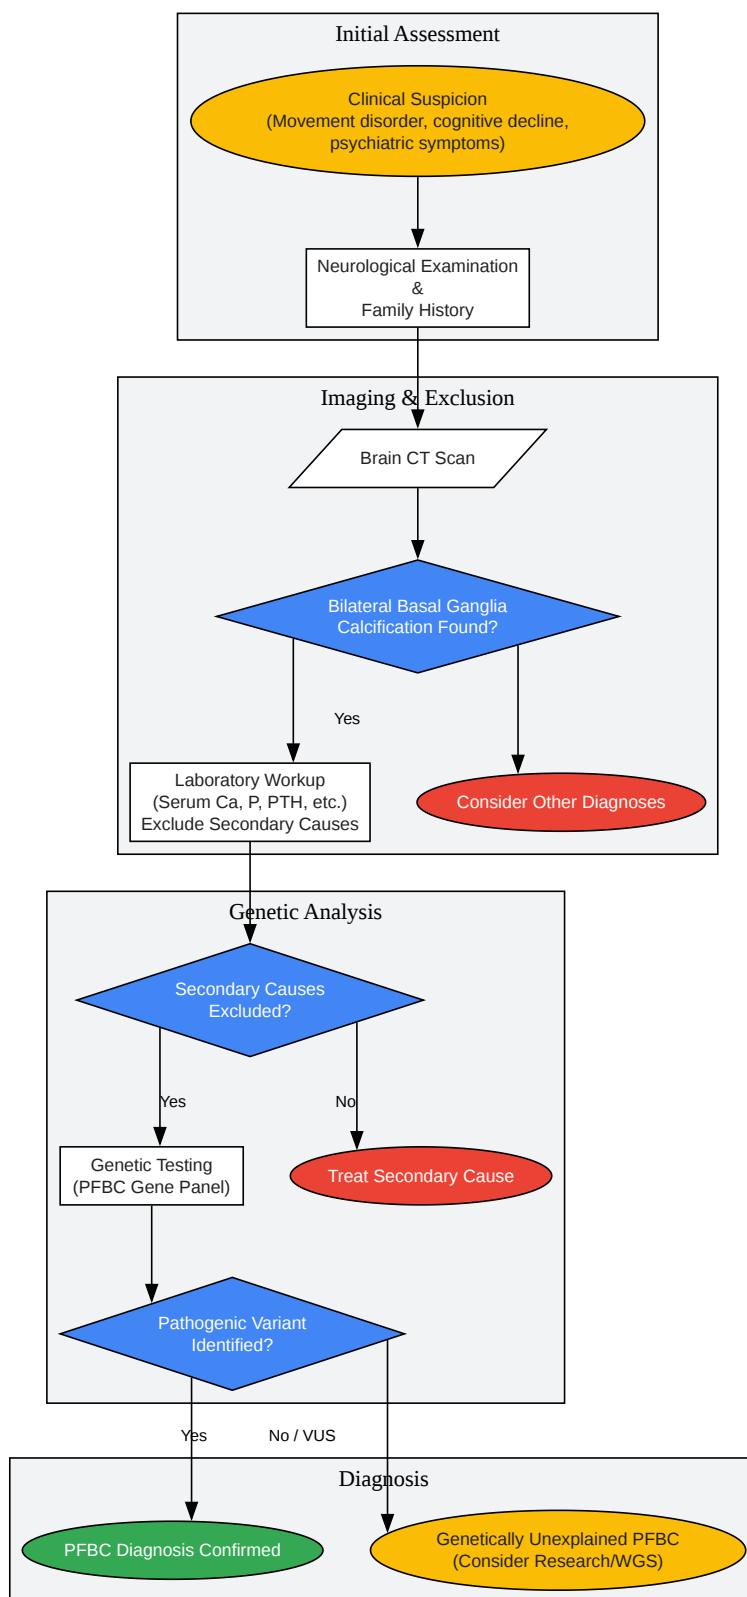 Initial Assessment
Clinical Suspicion
(Movement disorder, cognitive decline,
psychiatric symptoms)
Neurological Examination
&
Family History
Imaging & Exclusion
Brain CT Scan
Bilateral Basal Ganglia
Calcification Found?
Yes
Laboratory Workup
(Serum Ca, P, PTH, etc.)
Exclude Secondary Causes
Consider Other Diagnoses
Genetic Analysis
Secondary Causes
Excluded?
Yes
No
Genetic Testing
(PFBC Gene Panel)
Treat Secondary Cause
Pathogenic Variant
Identified?
Yes
No / VUS
Diagnosis
PFBC Diagnosis Confirmed
Genetically Unexplained PFBC
(Consider Research/WGS)